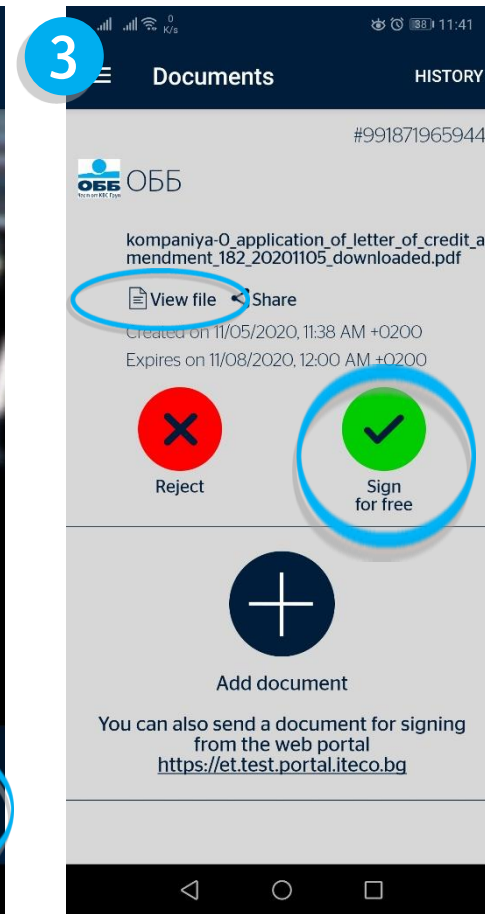 3
0
K/s
38
11:41
Documents
HISTORY
#991871965944
ОББ
ОББ
kompaniya-0_application_of_letter_of_credit_a
mendment_182_20201105_downloaded.pdf
View file
Share
Created on 11/05/2020, 11:38 AM +0200
Expires on 11/08/2020, 12:00 AM +0200
Reject
Sign
for free
Add document
You can also send a document for signing
from the web portal
https://et.test.portal.iteco.bg